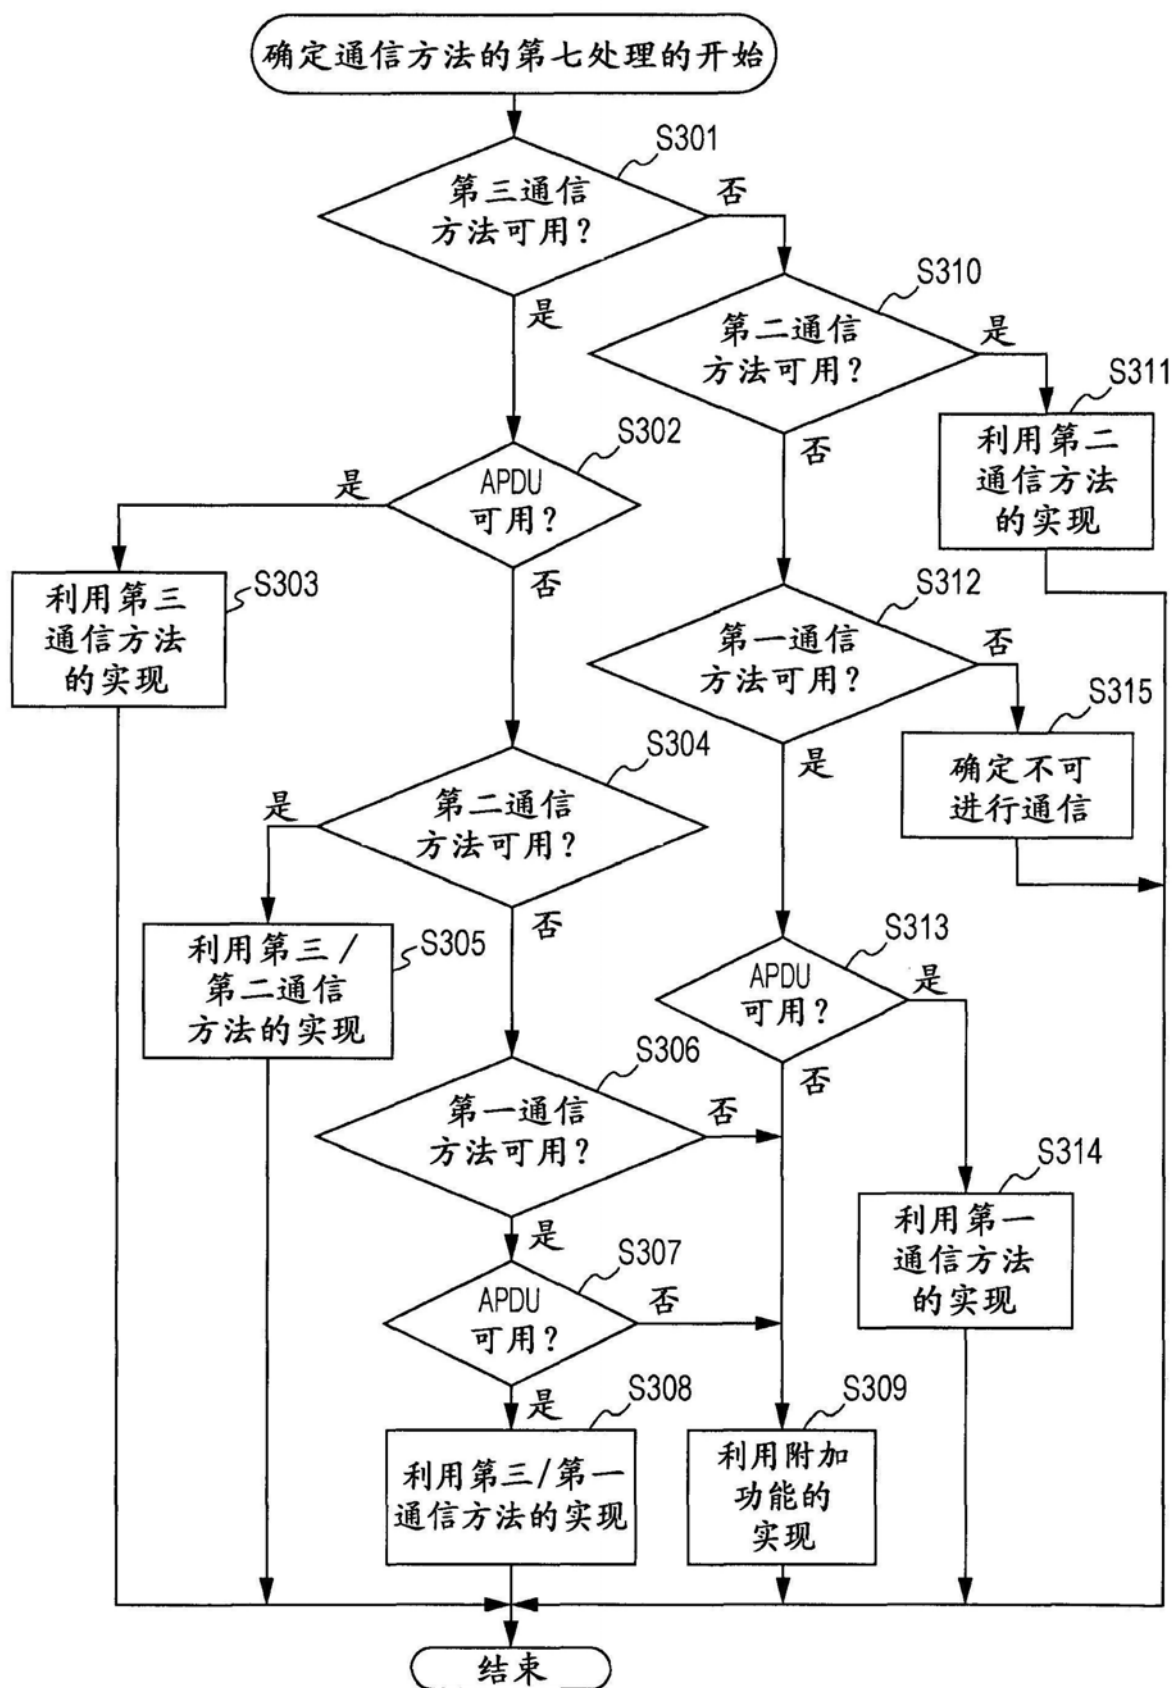 确定通信方法的第七处理的开始
S301
第三通信
方法可用?
否
是
S310
第二通信
方法可用?
是
否
S311
利用第二
通信方法
的实现
S302
APDU
可用?
是
否
S303
利用第三
通信方法
的实现
S312
第一通信
方法可用?
否
是
S315
确定不可
进行通信
S304
第二通信
方法可用?
是
否
S305
利用第三/
第二通信
方法的实现
S313
APDU
可用?
是
否
S306
第一通信
方法可用?
否
是
S314
利用第一
通信方法
的实现
S307
APDU
可用?
否
是
S308
利用第三/第一
通信方法的实现
S309
利用附加
功能的
实现
结束